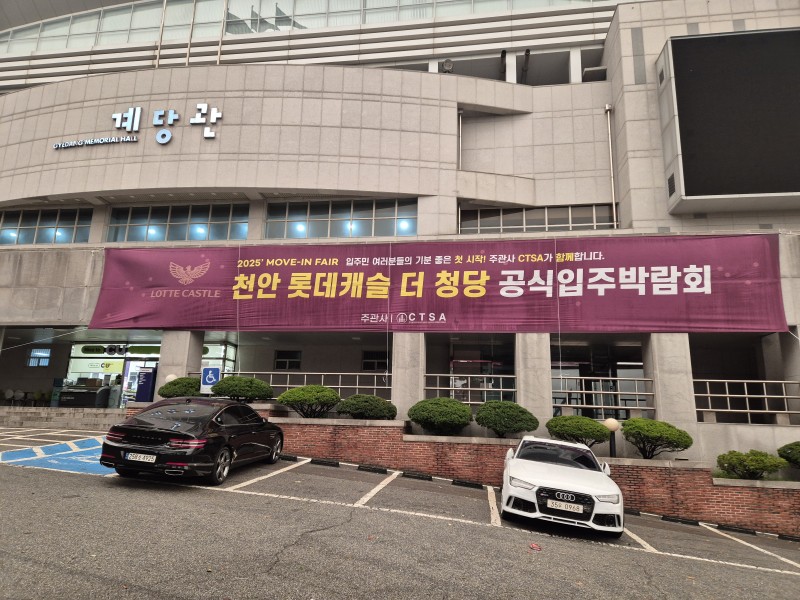 계당관
GYEDANG MEMORIAL HALL
2025' MOVE-IN FAIR 입주민 여러분들의 기분 좋은 첫 시작! 주관사 CTSA가 함께합니다.
LOTTE CASTLE
천안 롯데캐슬 더 청당 공식입주박람회
주관사 | CTSA
CU